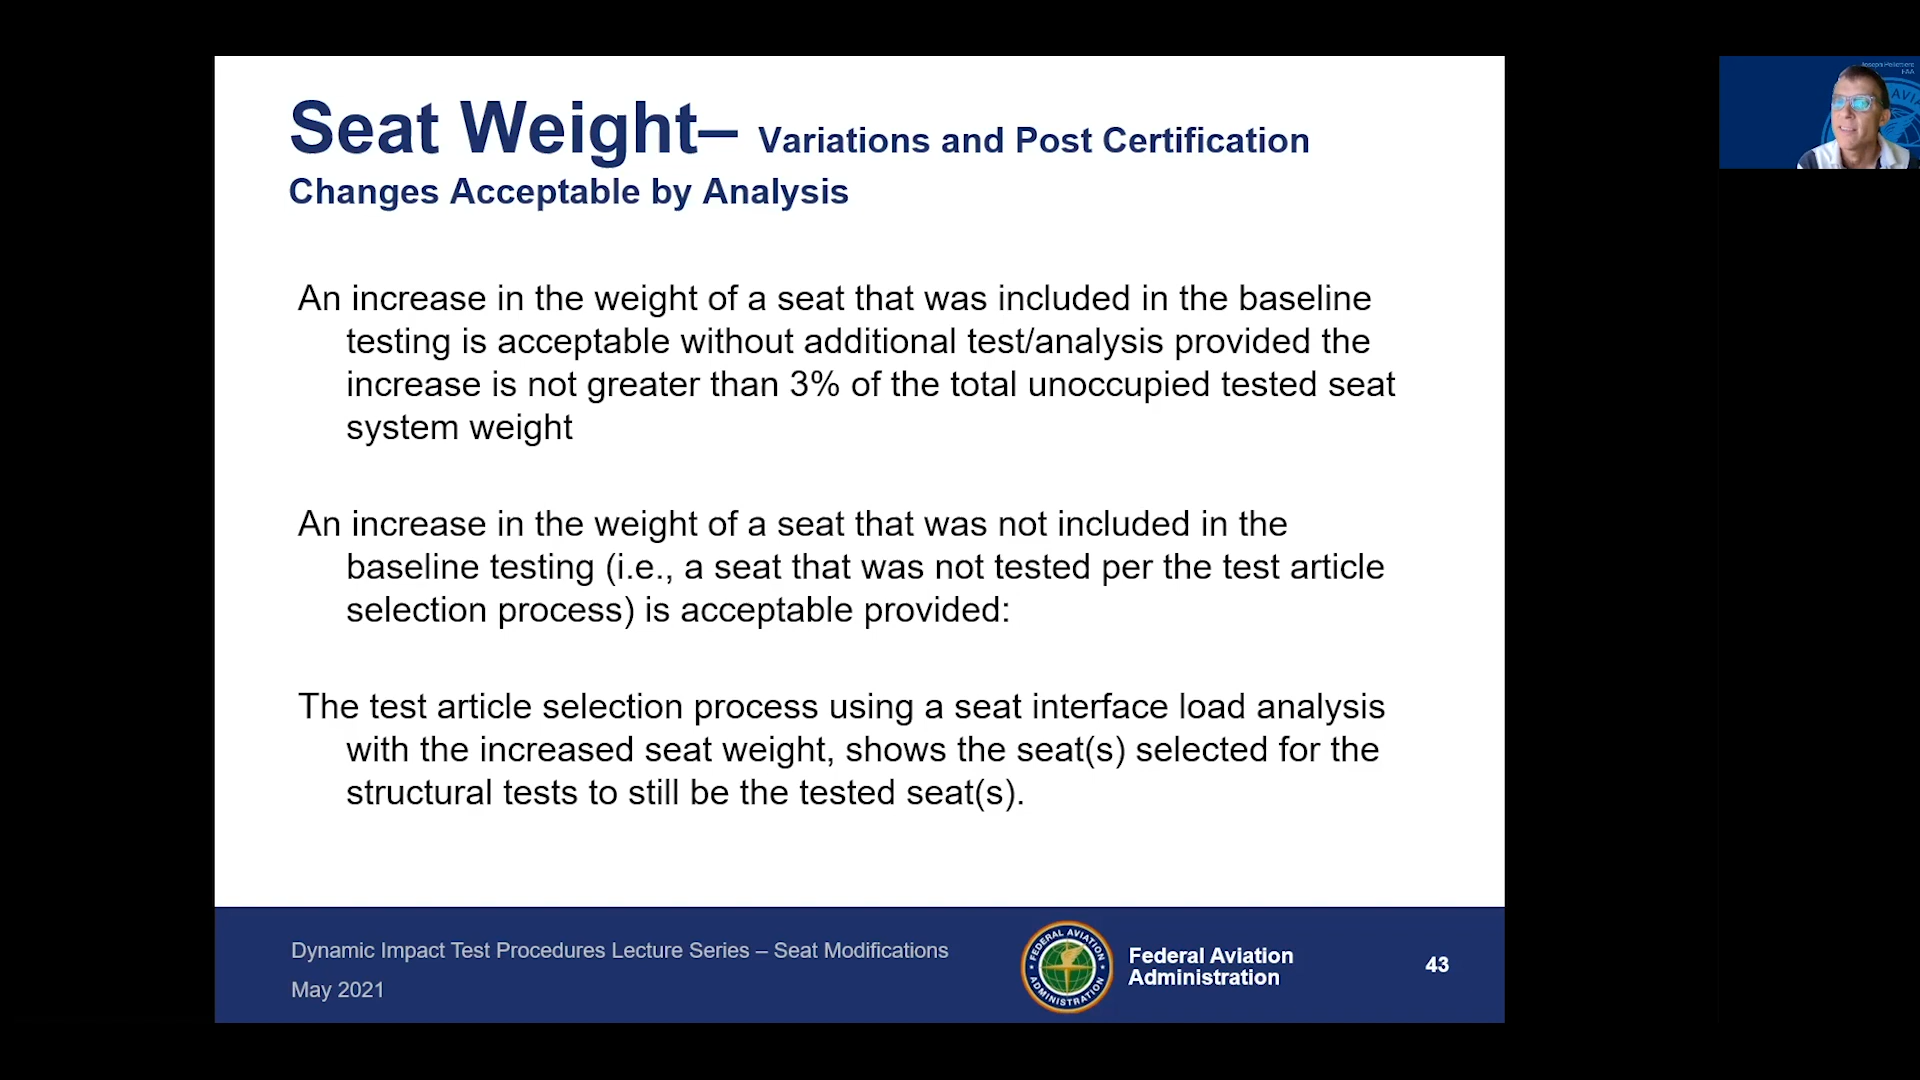 Seat Weight– Variations and Post Certification
Changes Acceptable by Analysis
An increase in the weight of a seat that was included in the baseline
testing is acceptable without additional test/analysis provided the
increase is not greater than 3% of the total unoccupied tested seat
system weight
An increase in the weight of a seat that was not included in the
baseline testing (i.e., a seat that was not tested per the test article
selection process) is acceptable provided:
The test article selection process using a seat interface load analysis
with the increased seat weight, shows the seat(s) selected for the
structural tests to still be the tested seat(s).
Dynamic Impact Test Procedures Lecture Series – Seat Modifications
May 2021
FEDERAL AVIATION
ADMINISTRATION
Federal Aviation
Administration
43
FAA
AVIA